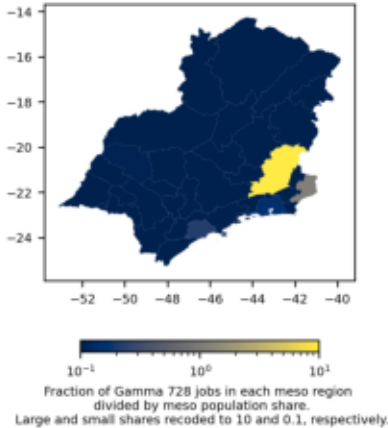 −14
−16
−18
−20
−22
−24
−52 −50 −48 −46 −44 −42 −40
10⁻¹ 10⁰ 10¹
Fraction of Gamma 728 jobs in each meso region
divided by meso population share.
Large and small shares recoded to 10 and 0.1, respectively.